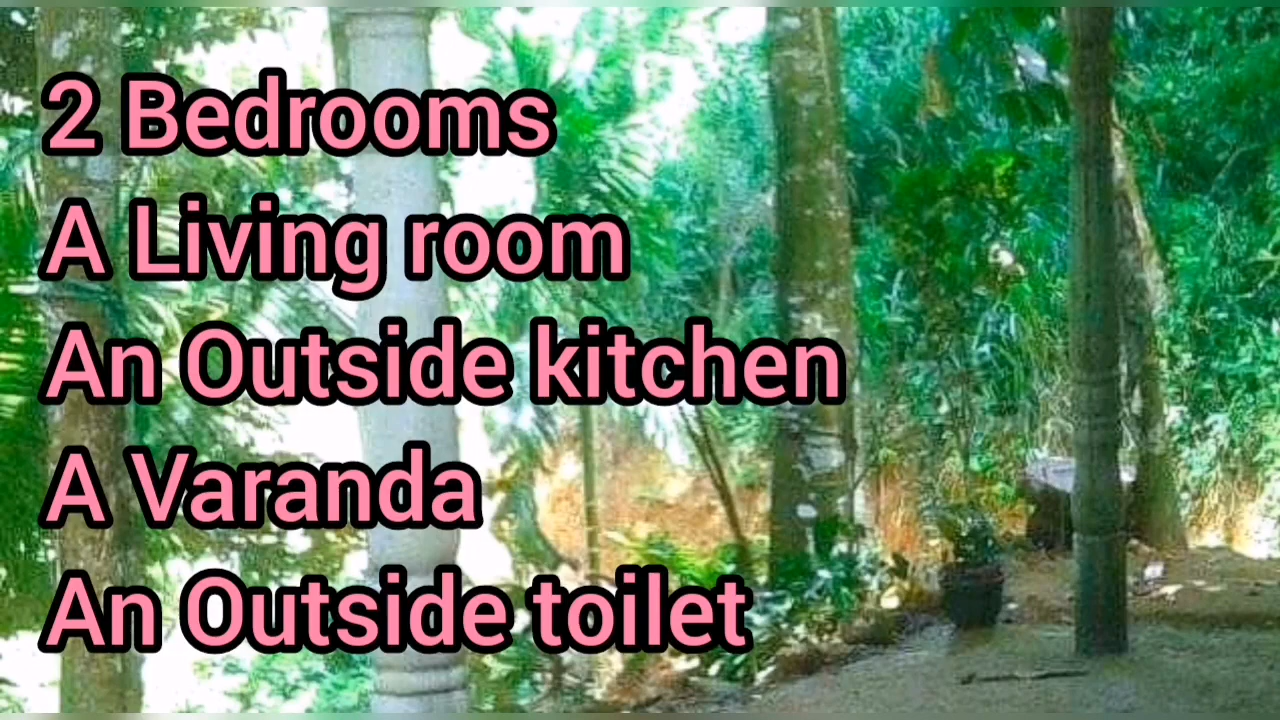 2 Bedrooms
A Living room
An Outside kitchen
A Varanda
An Outside toilet